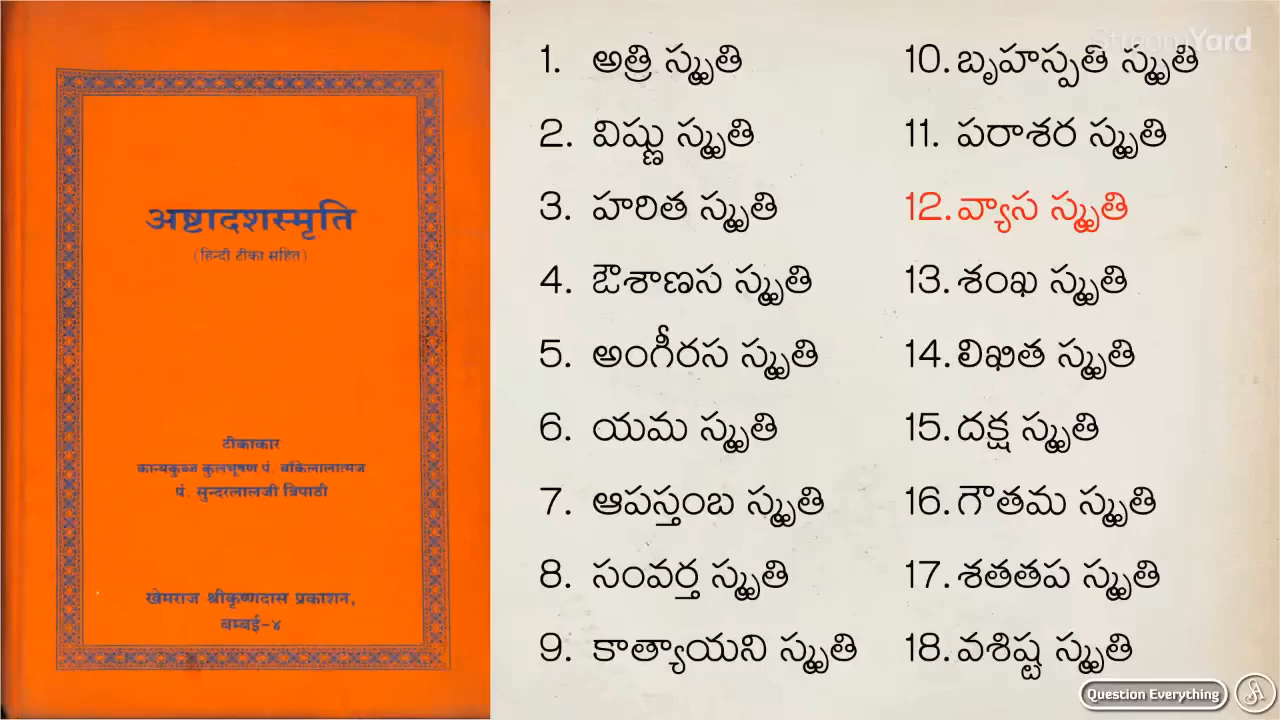 अष्टादशस्मृति
(हिन्दी टीका सहित)
टीकाकार
कान्यकुब्ज कुलभूषण पं. बांकेलालात्मज
पं. सुन्दरलालजी त्रिपाठी
खेमराज श्रीकृष्णदास प्रकाशन,
बम्बई-४
1. అత్రి స్మృతి
2. విష్ణు స్మృతి
3. హరిత స్మృతి
4. ఔశాణస స్మృతి
5. అంగీరస స్మృతి
6. యమ స్మృతి
7. ఆపస్తంబ స్మృతి
8. సంవర్త స్మృతి
9. కాత్యాయని స్మృతి
10. బృహస్పతి స్మృతి
11. పరాశర స్మృతి
12. వ్యాస స్మృతి
13. శంఖ స్మృతి
14. లిఖిత స్మృతి
15. దక్ష స్మృతి
16. గౌతమ స్మృతి
17. శతతప స్మృతి
18. వశిష్ట స్మృతి
StreamYard
Question Everything